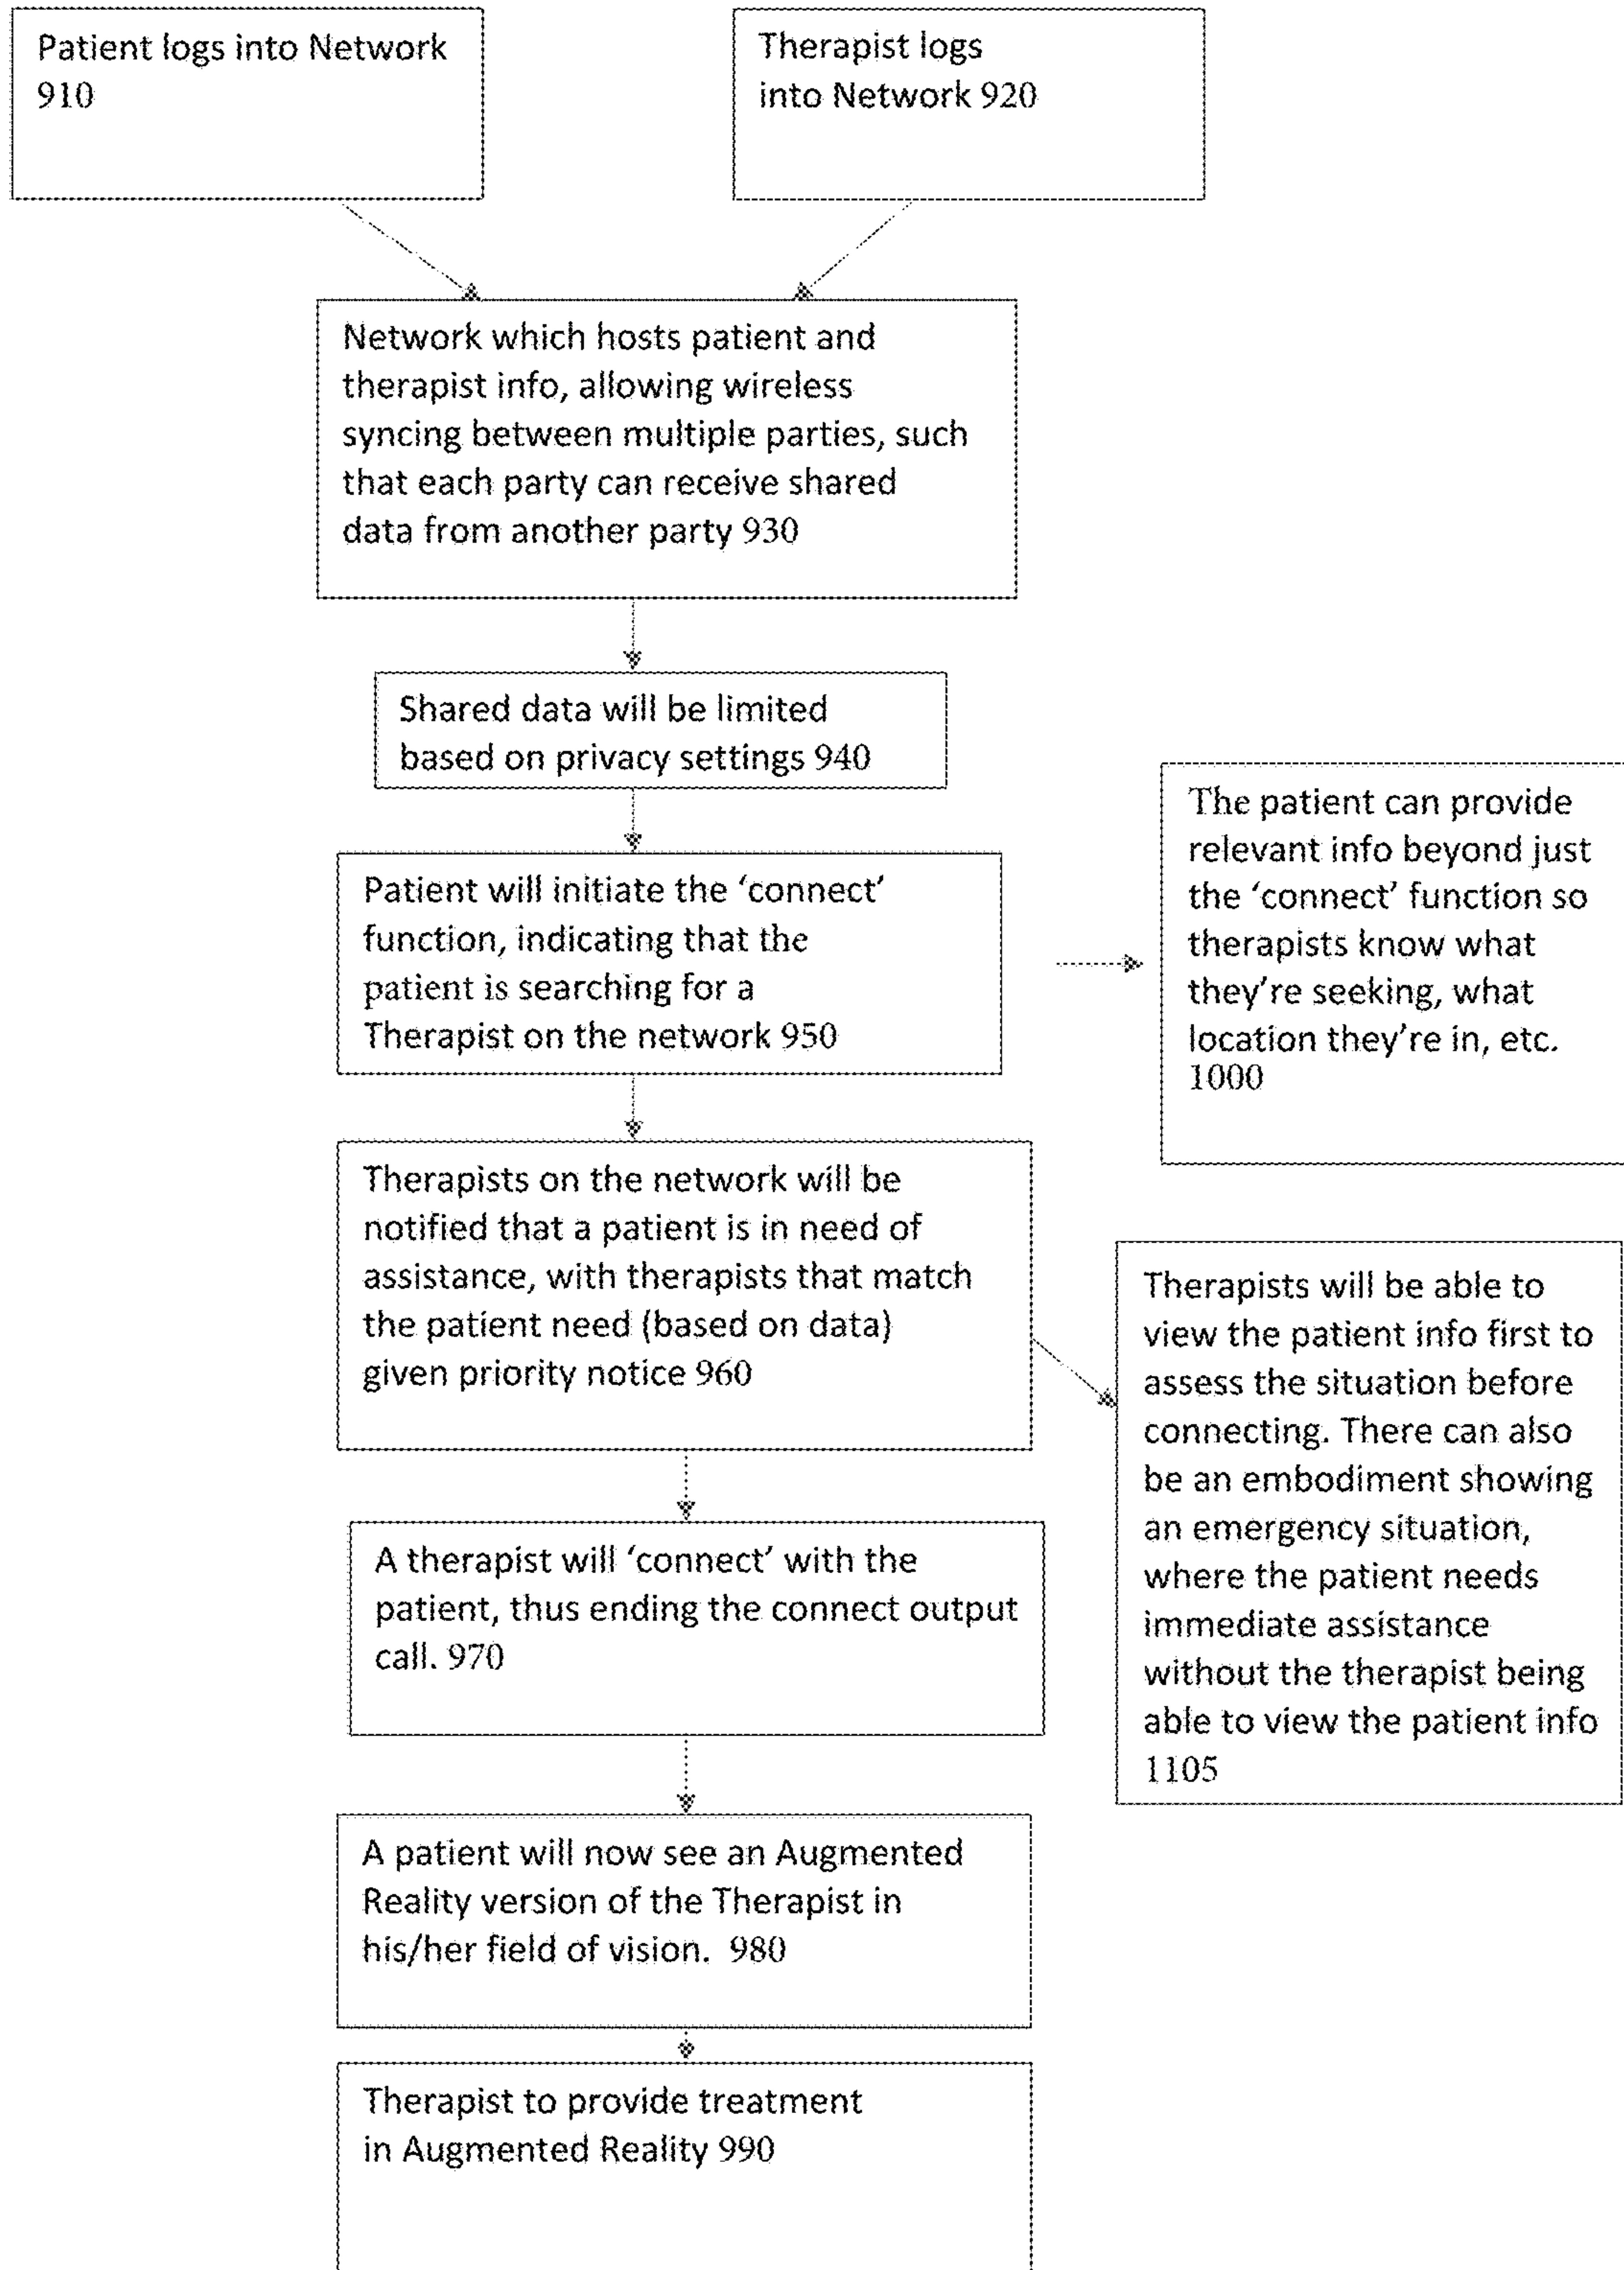 Patient logs into Network
910
Therapist logs
into Network 920
Network which hosts patient and
therapist info, allowing wireless
syncing between multiple parties, such
that each party can receive shared
data from another party 930
Shared data will be limited
based on privacy settings 940
Patient will initiate the ‘connect’
function, indicating that the
patient is searching for a
Therapist on the network 950
The patient can provide
relevant info beyond just
the ‘connect’ function so
therapists know what
they’re seeking, what
location they’re in, etc.
1000
Therapists on the network will be
notified that a patient is in need of
assistance, with therapists that match
the patient need (based on data)
given priority notice 960
Therapists will be able to
view the patient info first to
assess the situation before
connecting. There can also
be an embodiment showing
an emergency situation,
where the patient needs
immediate assistance
without the therapist being
able to view the patient info
1105
A therapist will ‘connect’ with the
patient, thus ending the connect output
call. 970
A patient will now see an Augmented
Reality version of the Therapist in
his/her field of vision. 980
Therapist to provide treatment
in Augmented Reality 990